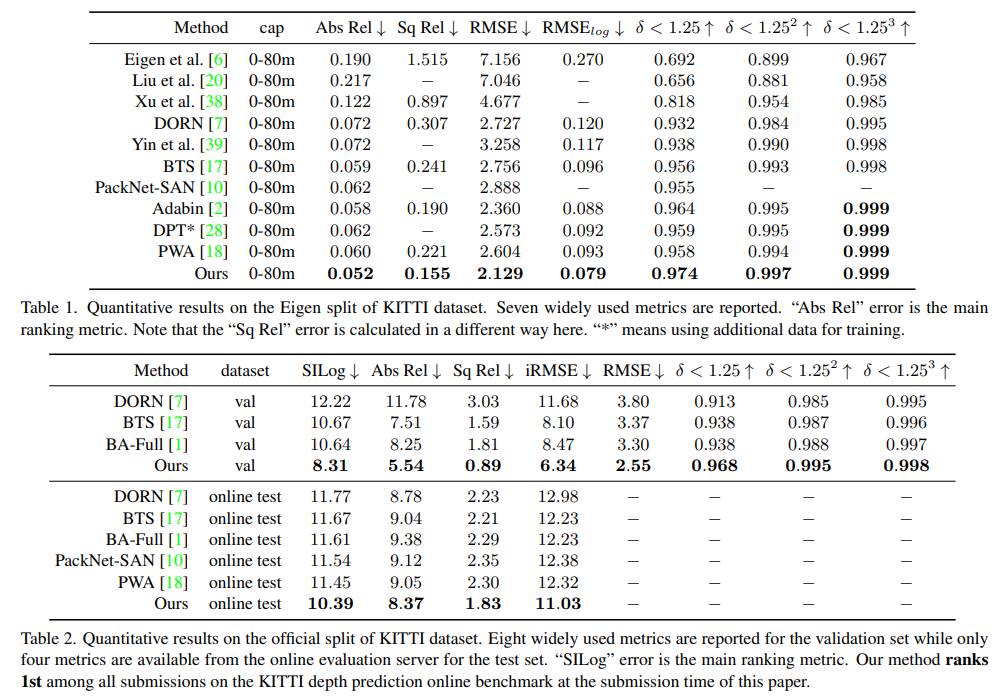 Method cap Abs Rel ↓ Sq Rel ↓ RMSE ↓ RMSElog ↓ δ < 1.25 ↑ δ < 1.25² ↑ δ < 1.25³ ↑
Eigen et al. [6] 0-80m 0.190 1.515 7.156 0.270 0.692 0.899 0.967
Liu et al. [20] 0-80m 0.217 − 7.046 − 0.656 0.881 0.958
Xu et al. [38] 0-80m 0.122 0.897 4.677 − 0.818 0.954 0.985
DORN [7] 0-80m 0.072 0.307 2.727 0.120 0.932 0.984 0.995
Yin et al. [39] 0-80m 0.072 − 3.258 0.117 0.938 0.990 0.998
BTS [17] 0-80m 0.059 0.241 2.756 0.096 0.956 0.993 0.998
PackNet-SAN [10] 0-80m 0.062 − 2.888 − 0.955 − −
Adabin [2] 0-80m 0.058 0.190 2.360 0.088 0.964 0.995 0.999
DPT* [28] 0-80m 0.062 − 2.573 0.092 0.959 0.995 0.999
PWA [18] 0-80m 0.060 0.221 2.604 0.093 0.958 0.994 0.999
Ours 0-80m 0.052 0.155 2.129 0.079 0.974 0.997 0.999
Table 1. Quantitative results on the Eigen split of KITTI dataset. Seven widely used metrics are reported. “Abs Rel” error is the main
ranking metric. Note that the “Sq Rel” error is calculated in a different way here. “*” means using additional data for training.
Method dataset SILog ↓ Abs Rel ↓ Sq Rel ↓ iRMSE ↓ RMSE ↓ δ < 1.25 ↑ δ < 1.25² ↑ δ < 1.25³ ↑
DORN [7] val 12.22 11.78 3.03 11.68 3.80 0.913 0.985 0.995
BTS [17] val 10.67 7.51 1.59 8.10 3.37 0.938 0.987 0.996
BA-Full [1] val 10.64 8.25 1.81 8.47 3.30 0.938 0.988 0.997
Ours val 8.31 5.54 0.89 6.34 2.55 0.968 0.995 0.998
DORN [7] online test 11.77 8.78 2.23 12.98 − − − −
BTS [17] online test 11.67 9.04 2.21 12.23 − − − −
BA-Full [1] online test 11.61 9.38 2.29 12.23 − − − −
PackNet-SAN [10] online test 11.54 9.12 2.35 12.38 − − − −
PWA [18] online test 11.45 9.05 2.30 12.32 − − − −
Ours online test 10.39 8.37 1.83 11.03 − − − −
Table 2. Quantitative results on the official split of KITTI dataset. Eight widely used metrics are reported for the validation set while only
four metrics are available from the online evaluation server for the test set. “SILog” error is the main ranking metric. Our method ranks
1st among all submissions on the KITTI depth prediction online benchmark at the submission time of this paper.